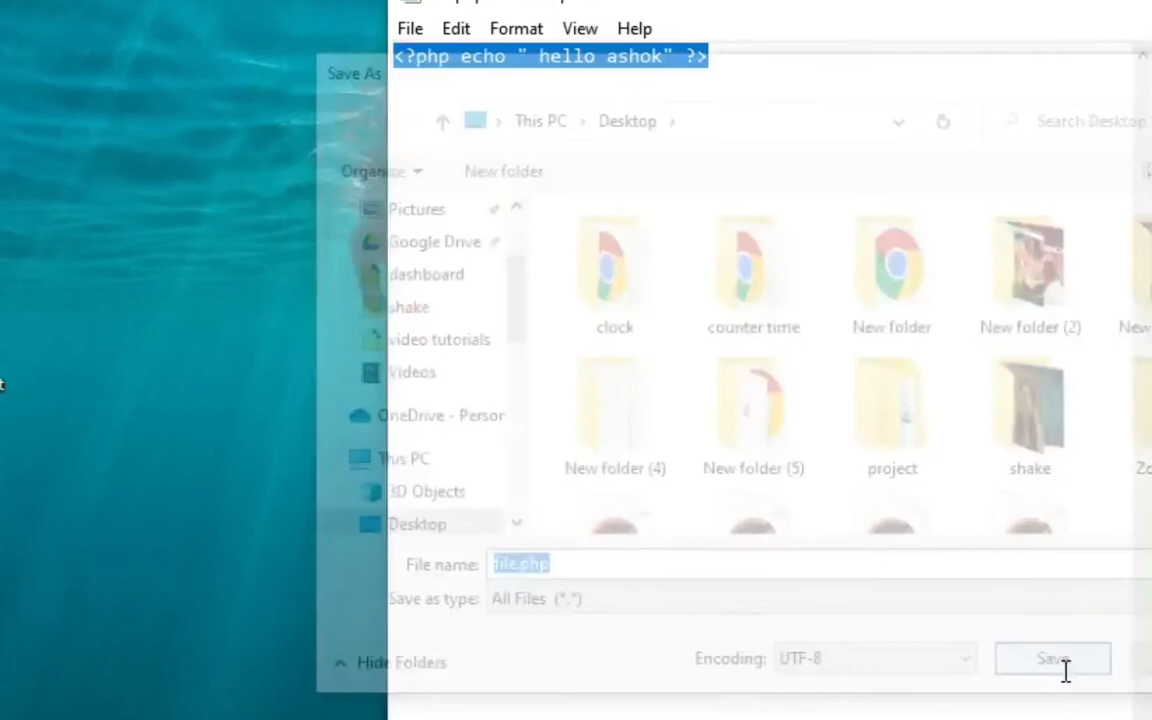 File Edit Format View Help
<?php echo " hello ashok" ?>
Save As
This PC > Desktop >
Search Desktop
Organize
New folder
Pictures
Google Drive
dashboard
shake
video tutorials
Videos
OneDrive - Person
This PC
3D Objects
Desktop
clock counter time New folder New folder (2) New
New folder (4) New folder (5) project shake Zo
File name: file.php
Save as type: All Files (*.*)
Hide Folders
Encoding: UTF-8
Save